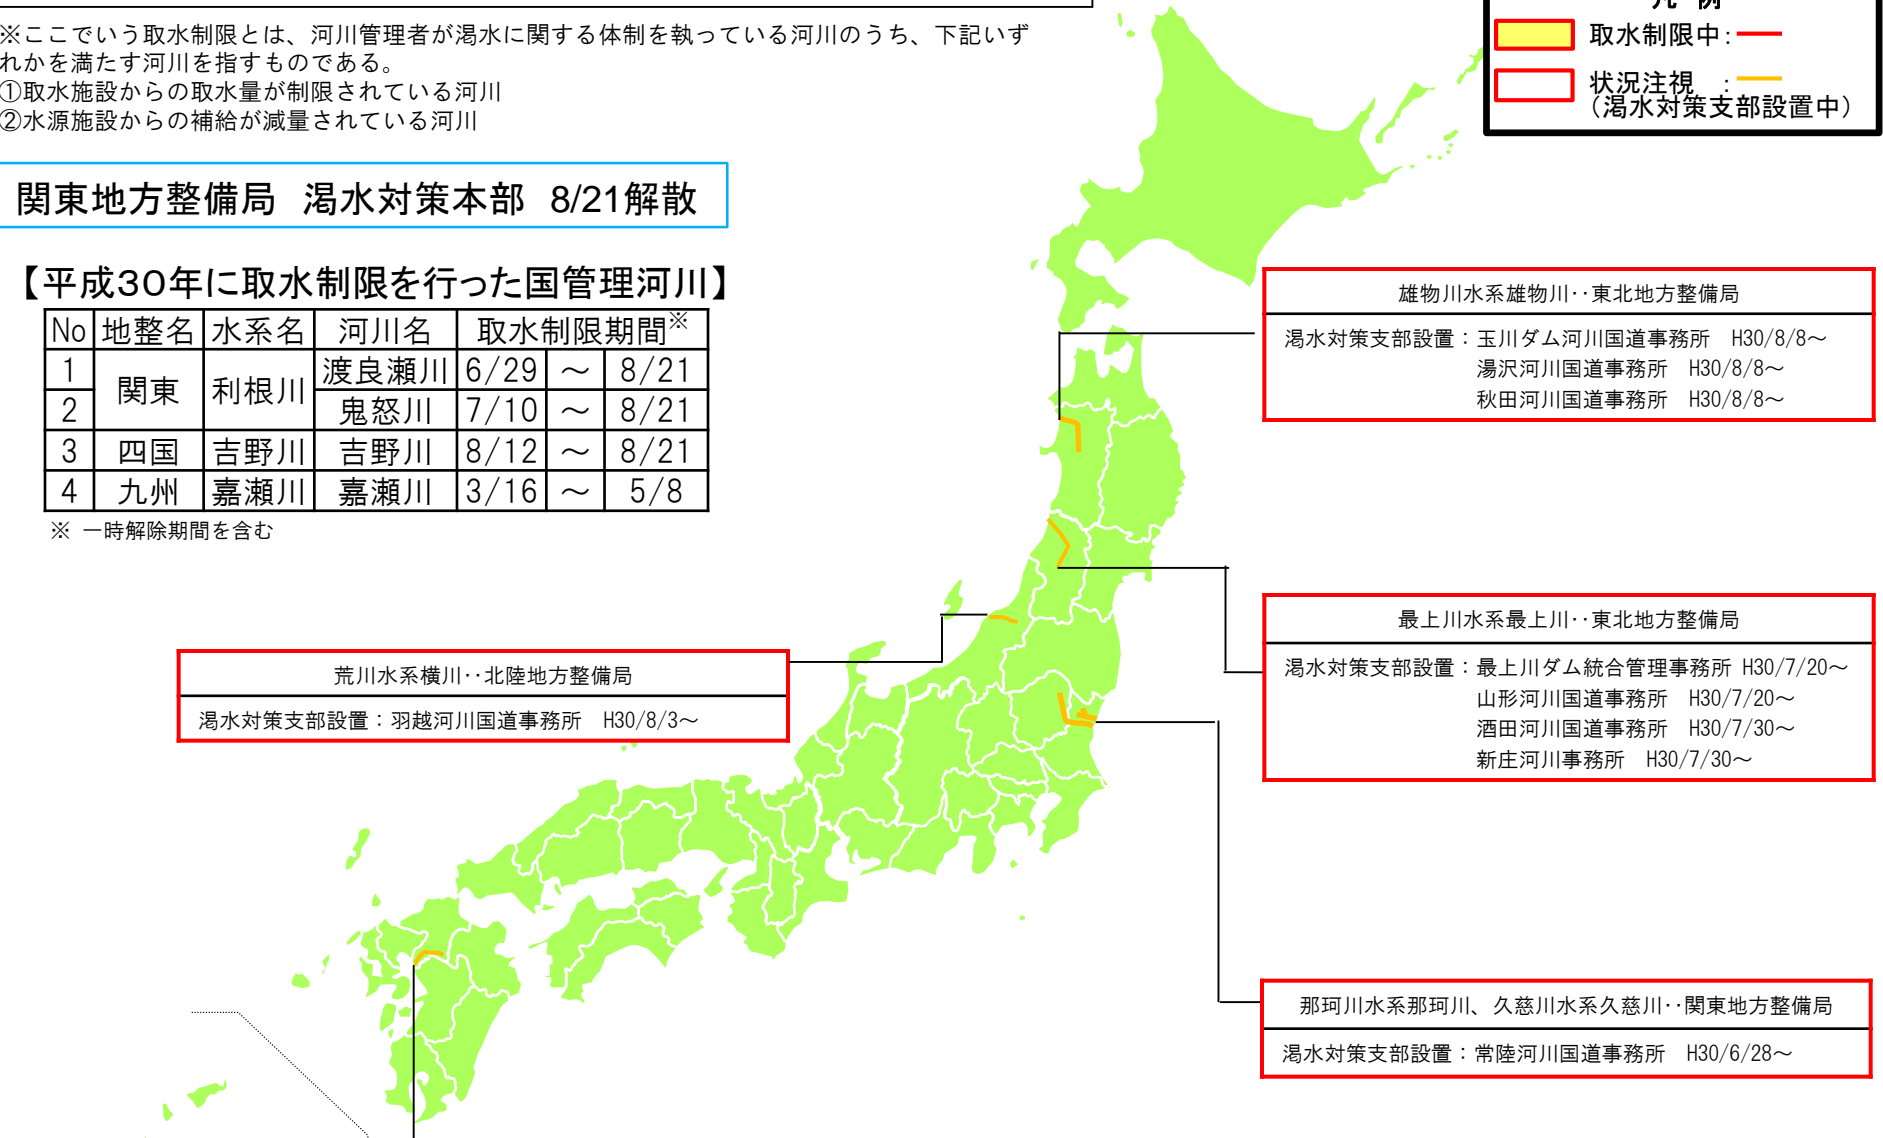 ※ここでいう取水制限とは、河川管理者が渇水に関する体制を執っている河川のうち、下記いず
れかを満たす河川を指すものである。
①取水施設からの取水量が制限されている河川
②水源施設からの補給が減量されている河川
凡 例
取水制限中:
状況注視 :
(渇水対策支部設置中)
関東地方整備局 渇水対策本部 8/21解散
【平成30年に取水制限を行った国管理河川】
No 地整名 水系名 河川名 取水制限期間※
1 関東 利根川 渡良瀬川 6/29 ～ 8/21
2 鬼怒川 7/10 ～ 8/21
3 四国 吉野川 吉野川 8/12 ～ 8/21
4 九州 嘉瀬川 嘉瀬川 3/16 ～ 5/8
※ 一時解除期間を含む
雄物川水系雄物川‥東北地方整備局
渇水対策支部設置：玉川ダム河川国道事務所 H30/8/8～
湯沢河川国道事務所 H30/8/8～
秋田河川国道事務所 H30/8/8～
最上川水系最上川‥東北地方整備局
渇水対策支部設置：最上川ダム統合管理事務所 H30/7/20～
山形河川国道事務所 H30/7/20～
酒田河川国道事務所 H30/7/30～
新庄河川事務所 H30/7/30～
荒川水系横川‥北陸地方整備局
渇水対策支部設置：羽越河川国道事務所 H30/8/3～
那珂川水系那珂川、久慈川水系久慈川‥関東地方整備局
渇水対策支部設置：常陸河川国道事務所 H30/6/28～